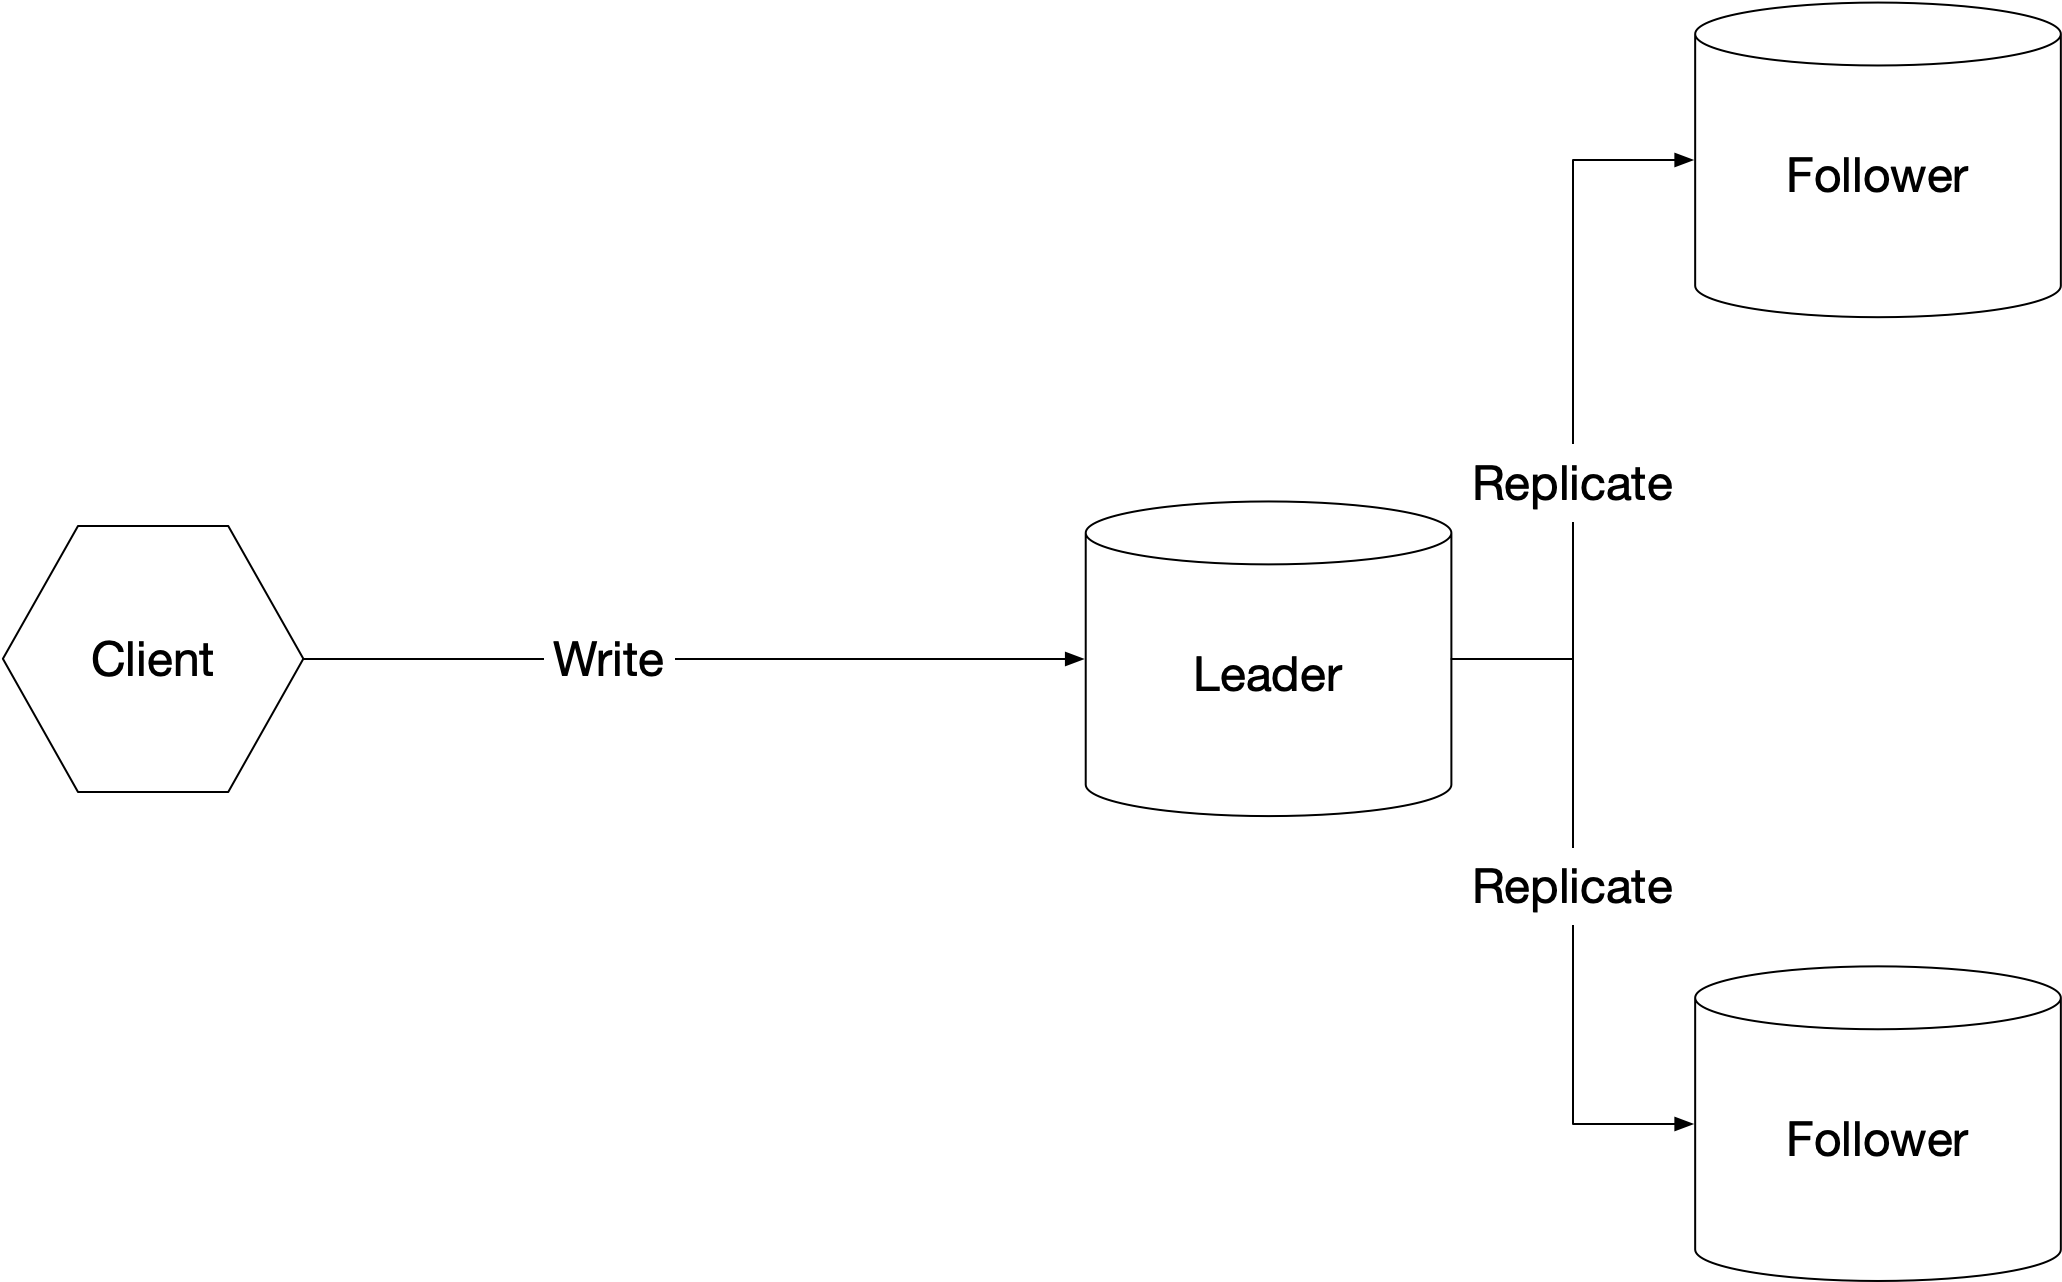 Follower
Replicate
Client
Write
Leader
Replicate
Follower